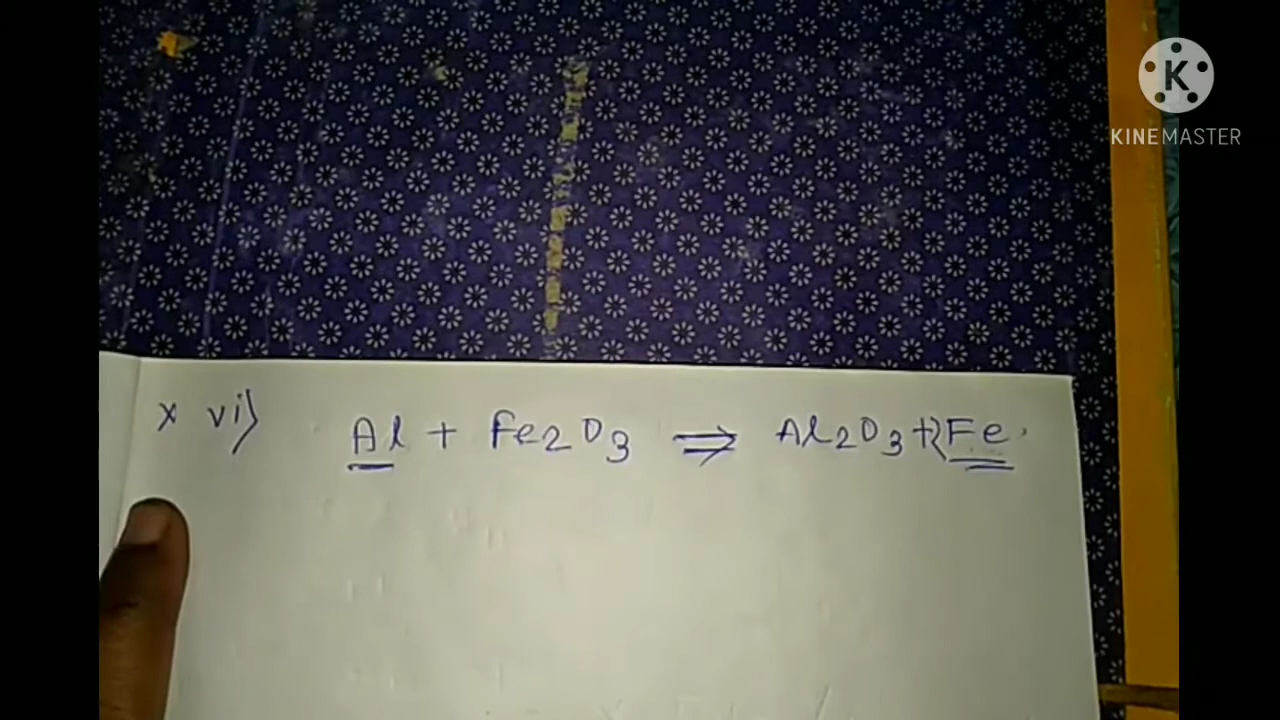 K
KINEMASTER
x vi) Al + Fe2O3 ⇒ Al2O3 + 2Fe